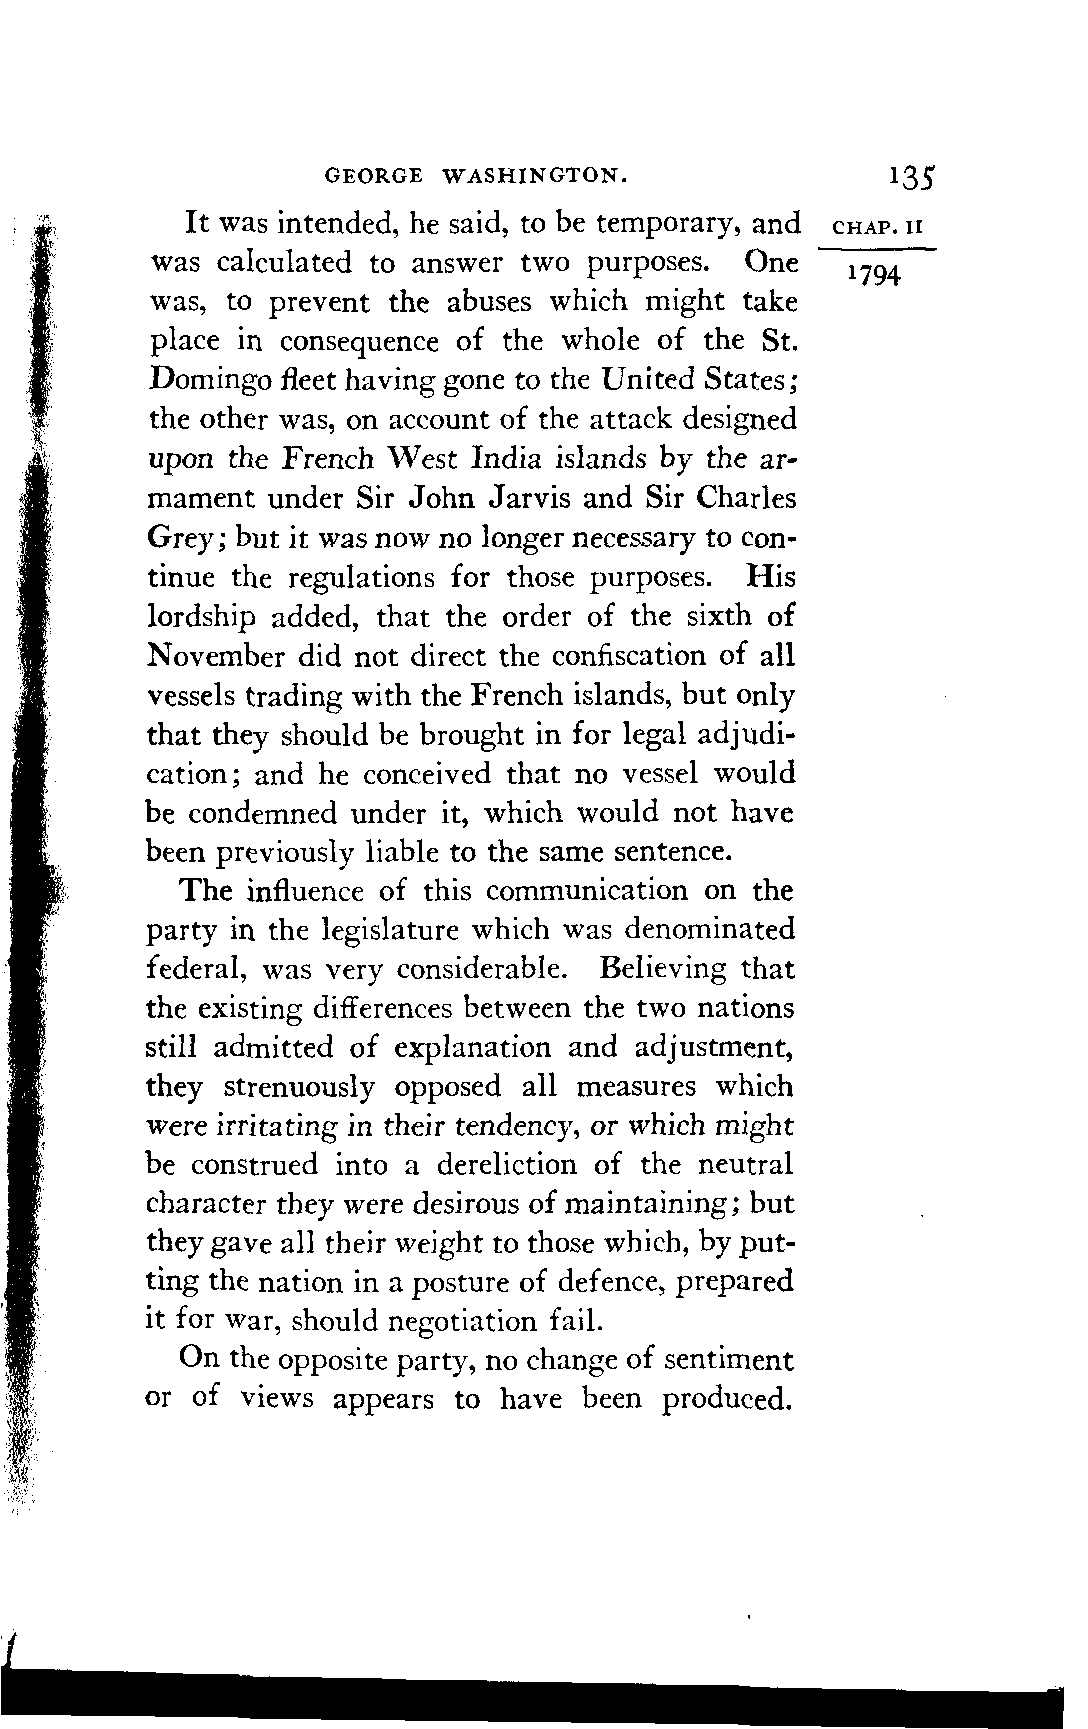 GEORGE WASHINGTON. 135
It was intended, he said, to be temporary, and
CHAP. II
1794
was calculated to answer two purposes. One
was, to prevent the abuses which might take
place in consequence of the whole of the St.
Domingo fleet having gone to the United States;
the other was, on account of the attack designed
upon the French West India islands by the ar-
mament under Sir John Jarvis and Sir Charles
Grey; but it was now no longer necessary to con-
tinue the regulations for those purposes. His
lordship added, that the order of the sixth of
November did not direct the confiscation of all
vessels trading with the French islands, but only
that they should be brought in for legal adjudi-
cation; and he conceived that no vessel would
be condemned under it, which would not have
been previously liable to the same sentence.
The influence of this communication on the
party in the legislature which was denominated
federal, was very considerable. Believing that
the existing differences between the two nations
still admitted of explanation and adjustment,
they strenuously opposed all measures which
were irritating in their tendency, or which might
be construed into a dereliction of the neutral
character they were desirous of maintaining; but
they gave all their weight to those which, by put-
ting the nation in a posture of defence, prepared
it for war, should negotiation fail.
On the opposite party, no change of sentiment
or of views appears to have been produced.